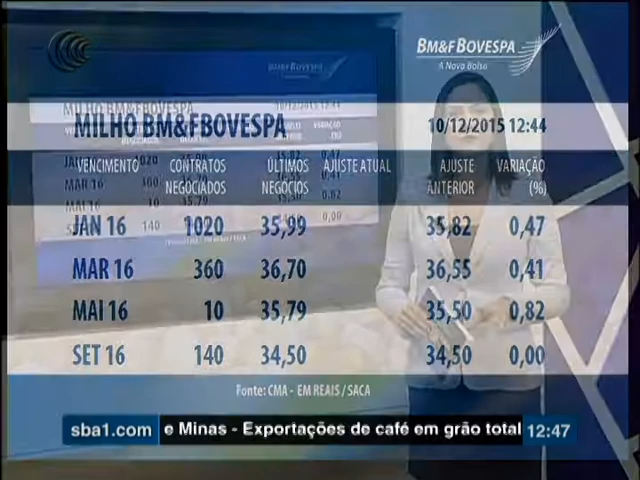 BM&FBOVESPA
A Nova Bolsa
MILHO BM&FBOVESPA 10/12/2015 12:44
VENCIMENTO CONTRATOS NEGOCIADOS ÚLTIMOS NEGÓCIOS AJUSTE ATUAL AJUSTE ANTERIOR VARIAÇÃO (%)
JAN 16 1020 35,99 35,82 0,47
MAR 16 360 36,70 36,55 0,41
MAI 16 10 35,79 35,50 0,82
SET 16 140 34,50 34,50 0,00
Fonte: CMA - EM REAIS / SACA
sba1.com e Minas - Exportações de café em grão total 12:47